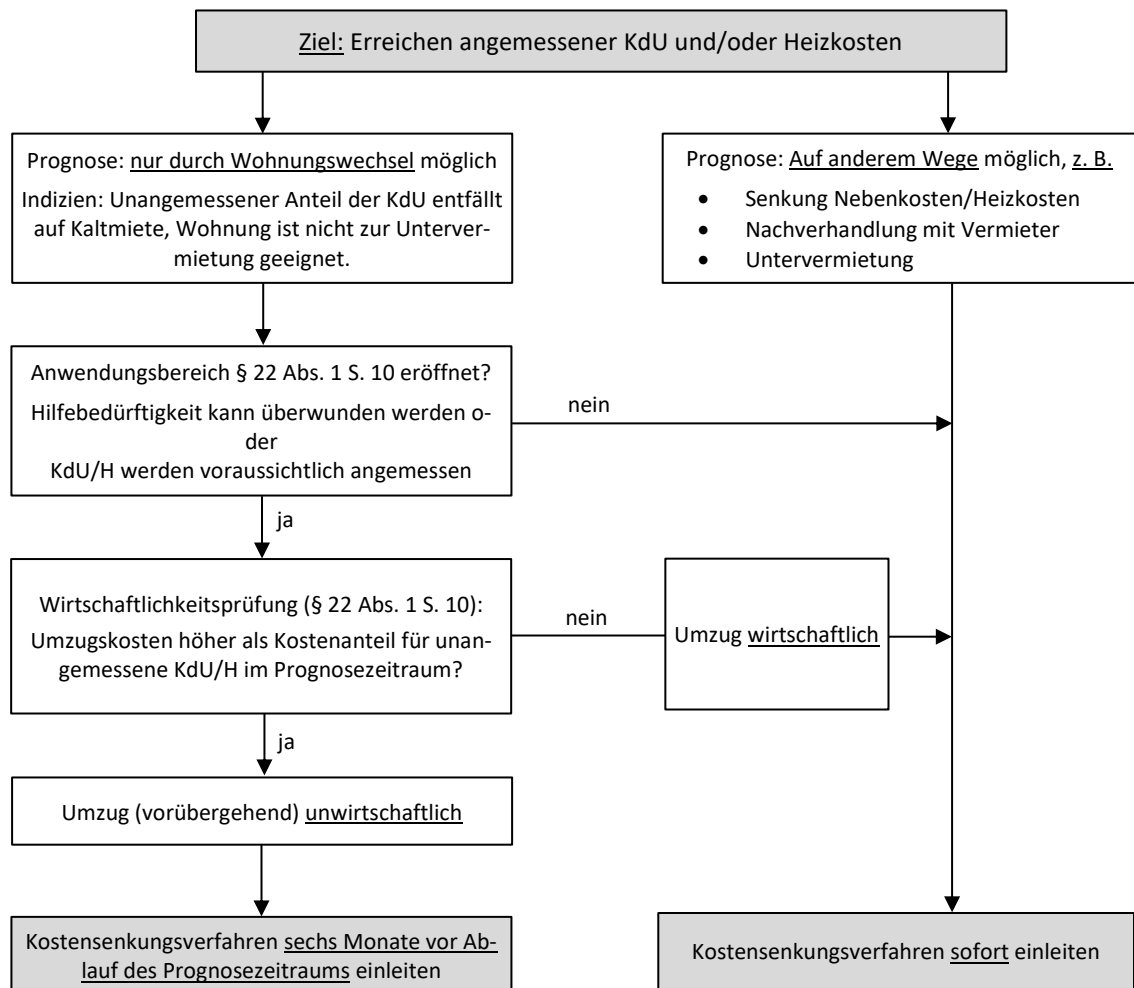 Ziel: Erreichen angemessener KdU und/oder Heizkosten
Prognose: nur durch Wohnungswechsel möglich
Indizien: Unangemessener Anteil der KdU entfällt
auf Kaltmiete, Wohnung ist nicht zur Unterver-
mietung geeignet.
Prognose: Auf anderem Wege möglich, z. B.
• Senkung Nebenkosten/Heizkosten
• Nachverhandlung mit Vermieter
• Untervermietung
Anwendungsbereich § 22 Abs. 1 S. 10 eröffnet?
Hilfebedürftigkeit kann überwunden werden o-
der
KdU/H werden voraussichtlich angemessen
nein
ja
Wirtschaftlichkeitsprüfung (§ 22 Abs. 1 S. 10):
Umzugskosten höher als Kostenanteil für unan-
gemessene KdU/H im Prognosezeitraum?
nein
Umzug wirtschaftlich
ja
Umzug (vorübergehend) unwirtschaftlich
Kostensenkungsverfahren sechs Monate vor Ab-
lauf des Prognosezeitraums einleiten
Kostensenkungsverfahren sofort einleiten